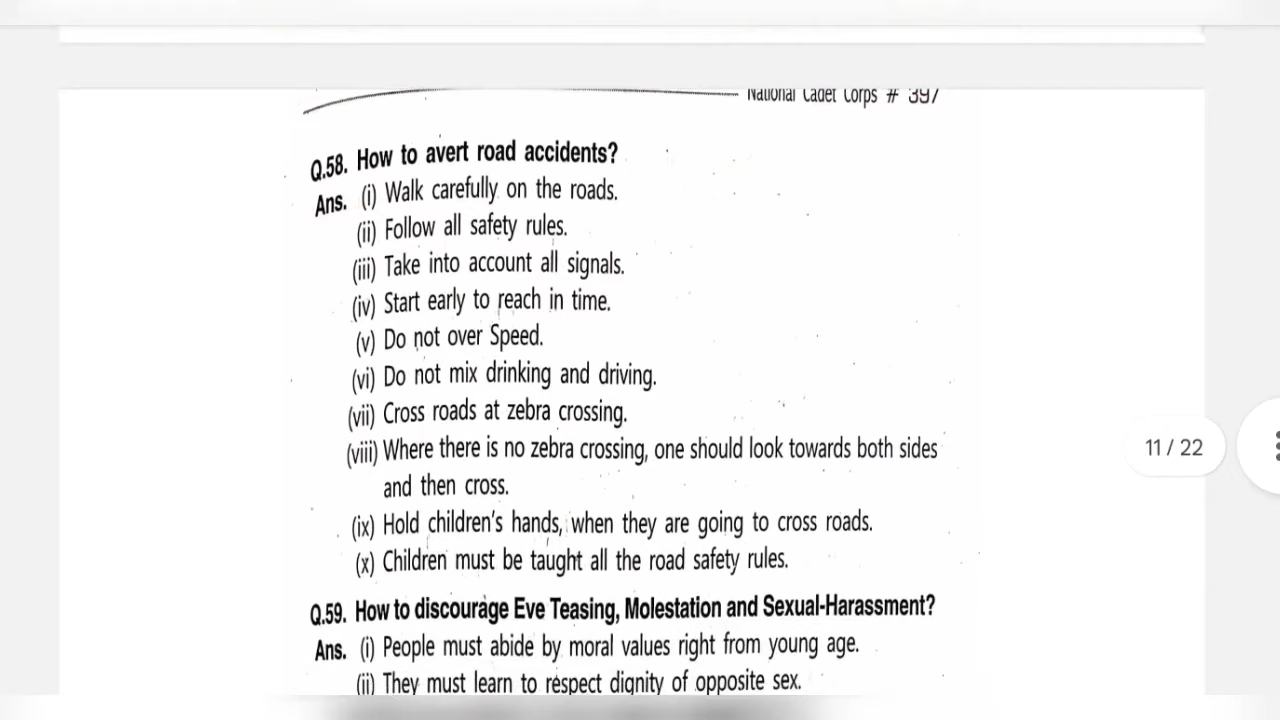 National Cadet Corps # 397
Q.58. How to avert road accidents?
Ans. (i) Walk carefully on the roads.
(ii) Follow all safety rules.
(iii) Take into account all signals.
(iv) Start early to reach in time.
(v) Do not over Speed.
(vi) Do not mix drinking and driving.
(vii) Cross roads at zebra crossing.
(viii) Where there is no zebra crossing, one should look towards both sides
and then cross.
(ix) Hold children's hands, when they are going to cross roads.
(x) Children must be taught all the road safety rules.
11 / 22
Q.59. How to discourage Eve Teasing, Molestation and Sexual-Harassment?
Ans. (i) People must abide by moral values right from young age.
(ii) They must learn to respect dignity of opposite sex.